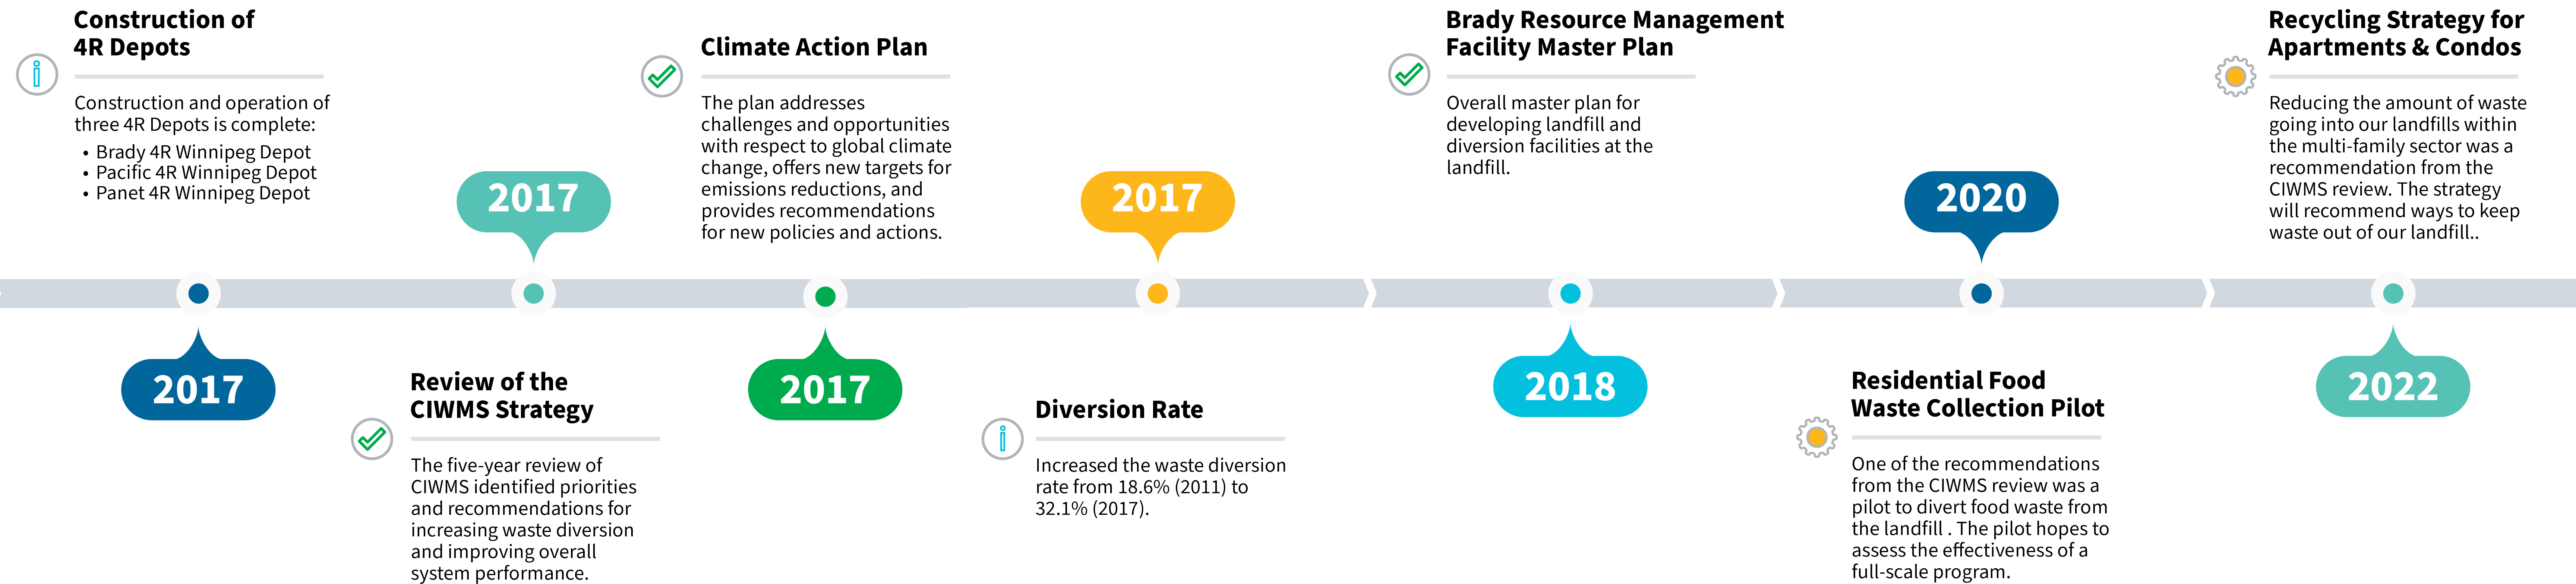 Construction of
4R Depots
Construction and operation of
three 4R Depots is complete:
• Brady 4R Winnipeg Depot
• Pacific 4R Winnipeg Depot
• Panet 4R Winnipeg Depot
2017
2017
Review of the
CIWMS Strategy
The five-year review of
CIWMS identified priorities
and recommendations for
increasing waste diversion
and improving overall
system performance.
Climate Action Plan
The plan addresses
challenges and opportunities
with respect to global climate
change, offers new targets for
emissions reductions, and
provides recommendations
for new policies and actions.
2017
2017
Diversion Rate
Increased the waste diversion
rate from 18.6% (2011) to
32.1% (2017).
Brady Resource Management
Facility Master Plan
Overall master plan for
developing landfill and
diversion facilities at the
landfill.
2018
2020
Residential Food
Waste Collection Pilot
One of the recommendations
from the CIWMS review was a
pilot to divert food waste from
the landfill . The pilot hopes to
assess the effectiveness of a
full-scale program.
Recycling Strategy for
Apartments & Condos
Reducing the amount of waste
going into our landfills within
the multi-family sector was a
recommendation from the
CIWMS review. The strategy
will recommend ways to keep
waste out of our landfill..
2022